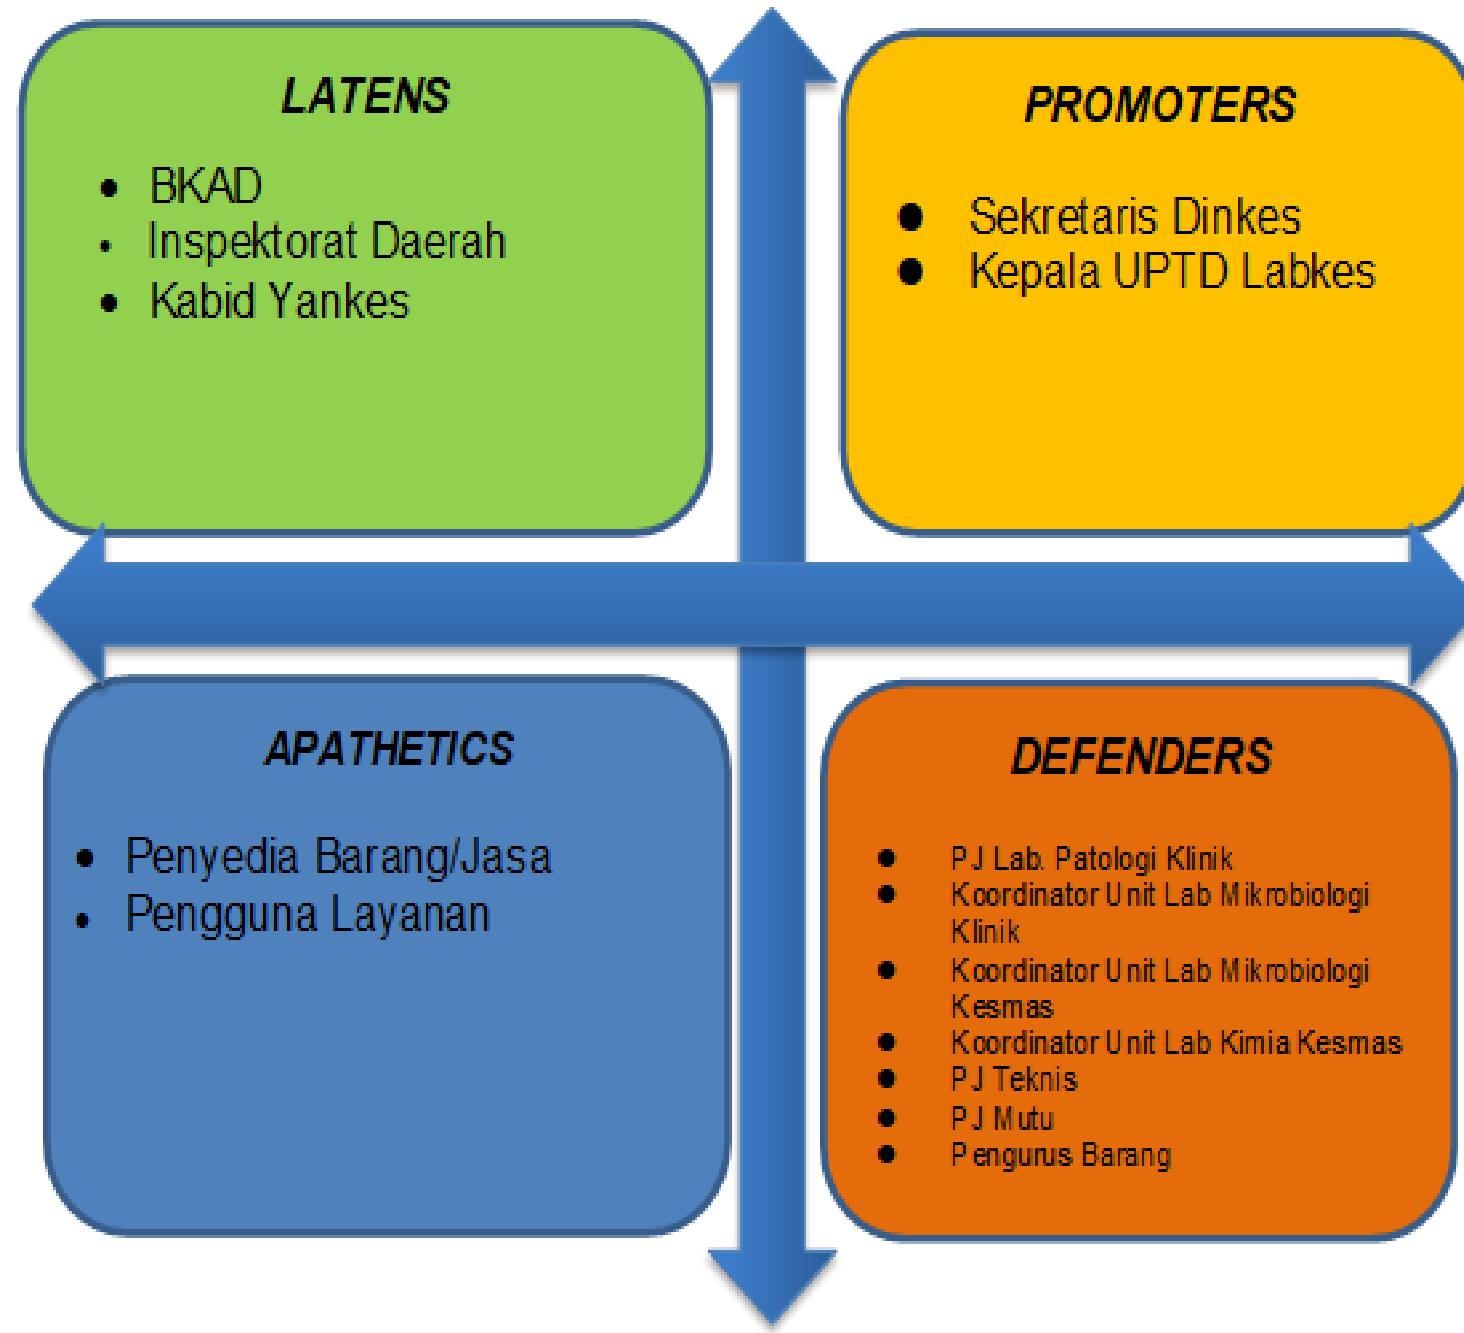 LATENS
• BKAD
• Inspektorat Daerah
• Kabid Yankes
PROMOTERS
• Sekretaris Dinkes
• Kepala UPTD Labkes
APATHETICS
• Penyedia Barang/Jasa
• Pengguna Layanan
DEFENDERS
• PJ Lab. Patologi Klinik
• Koordinator Unit Lab Mikrobiologi
Klinik
• Koordinator Unit Lab Mikrobiologi
Kesmas
• Koordinator Unit Lab Kimia Kesmas
• PJ Teknis
• PJ Mutu
• Pengurus Barang